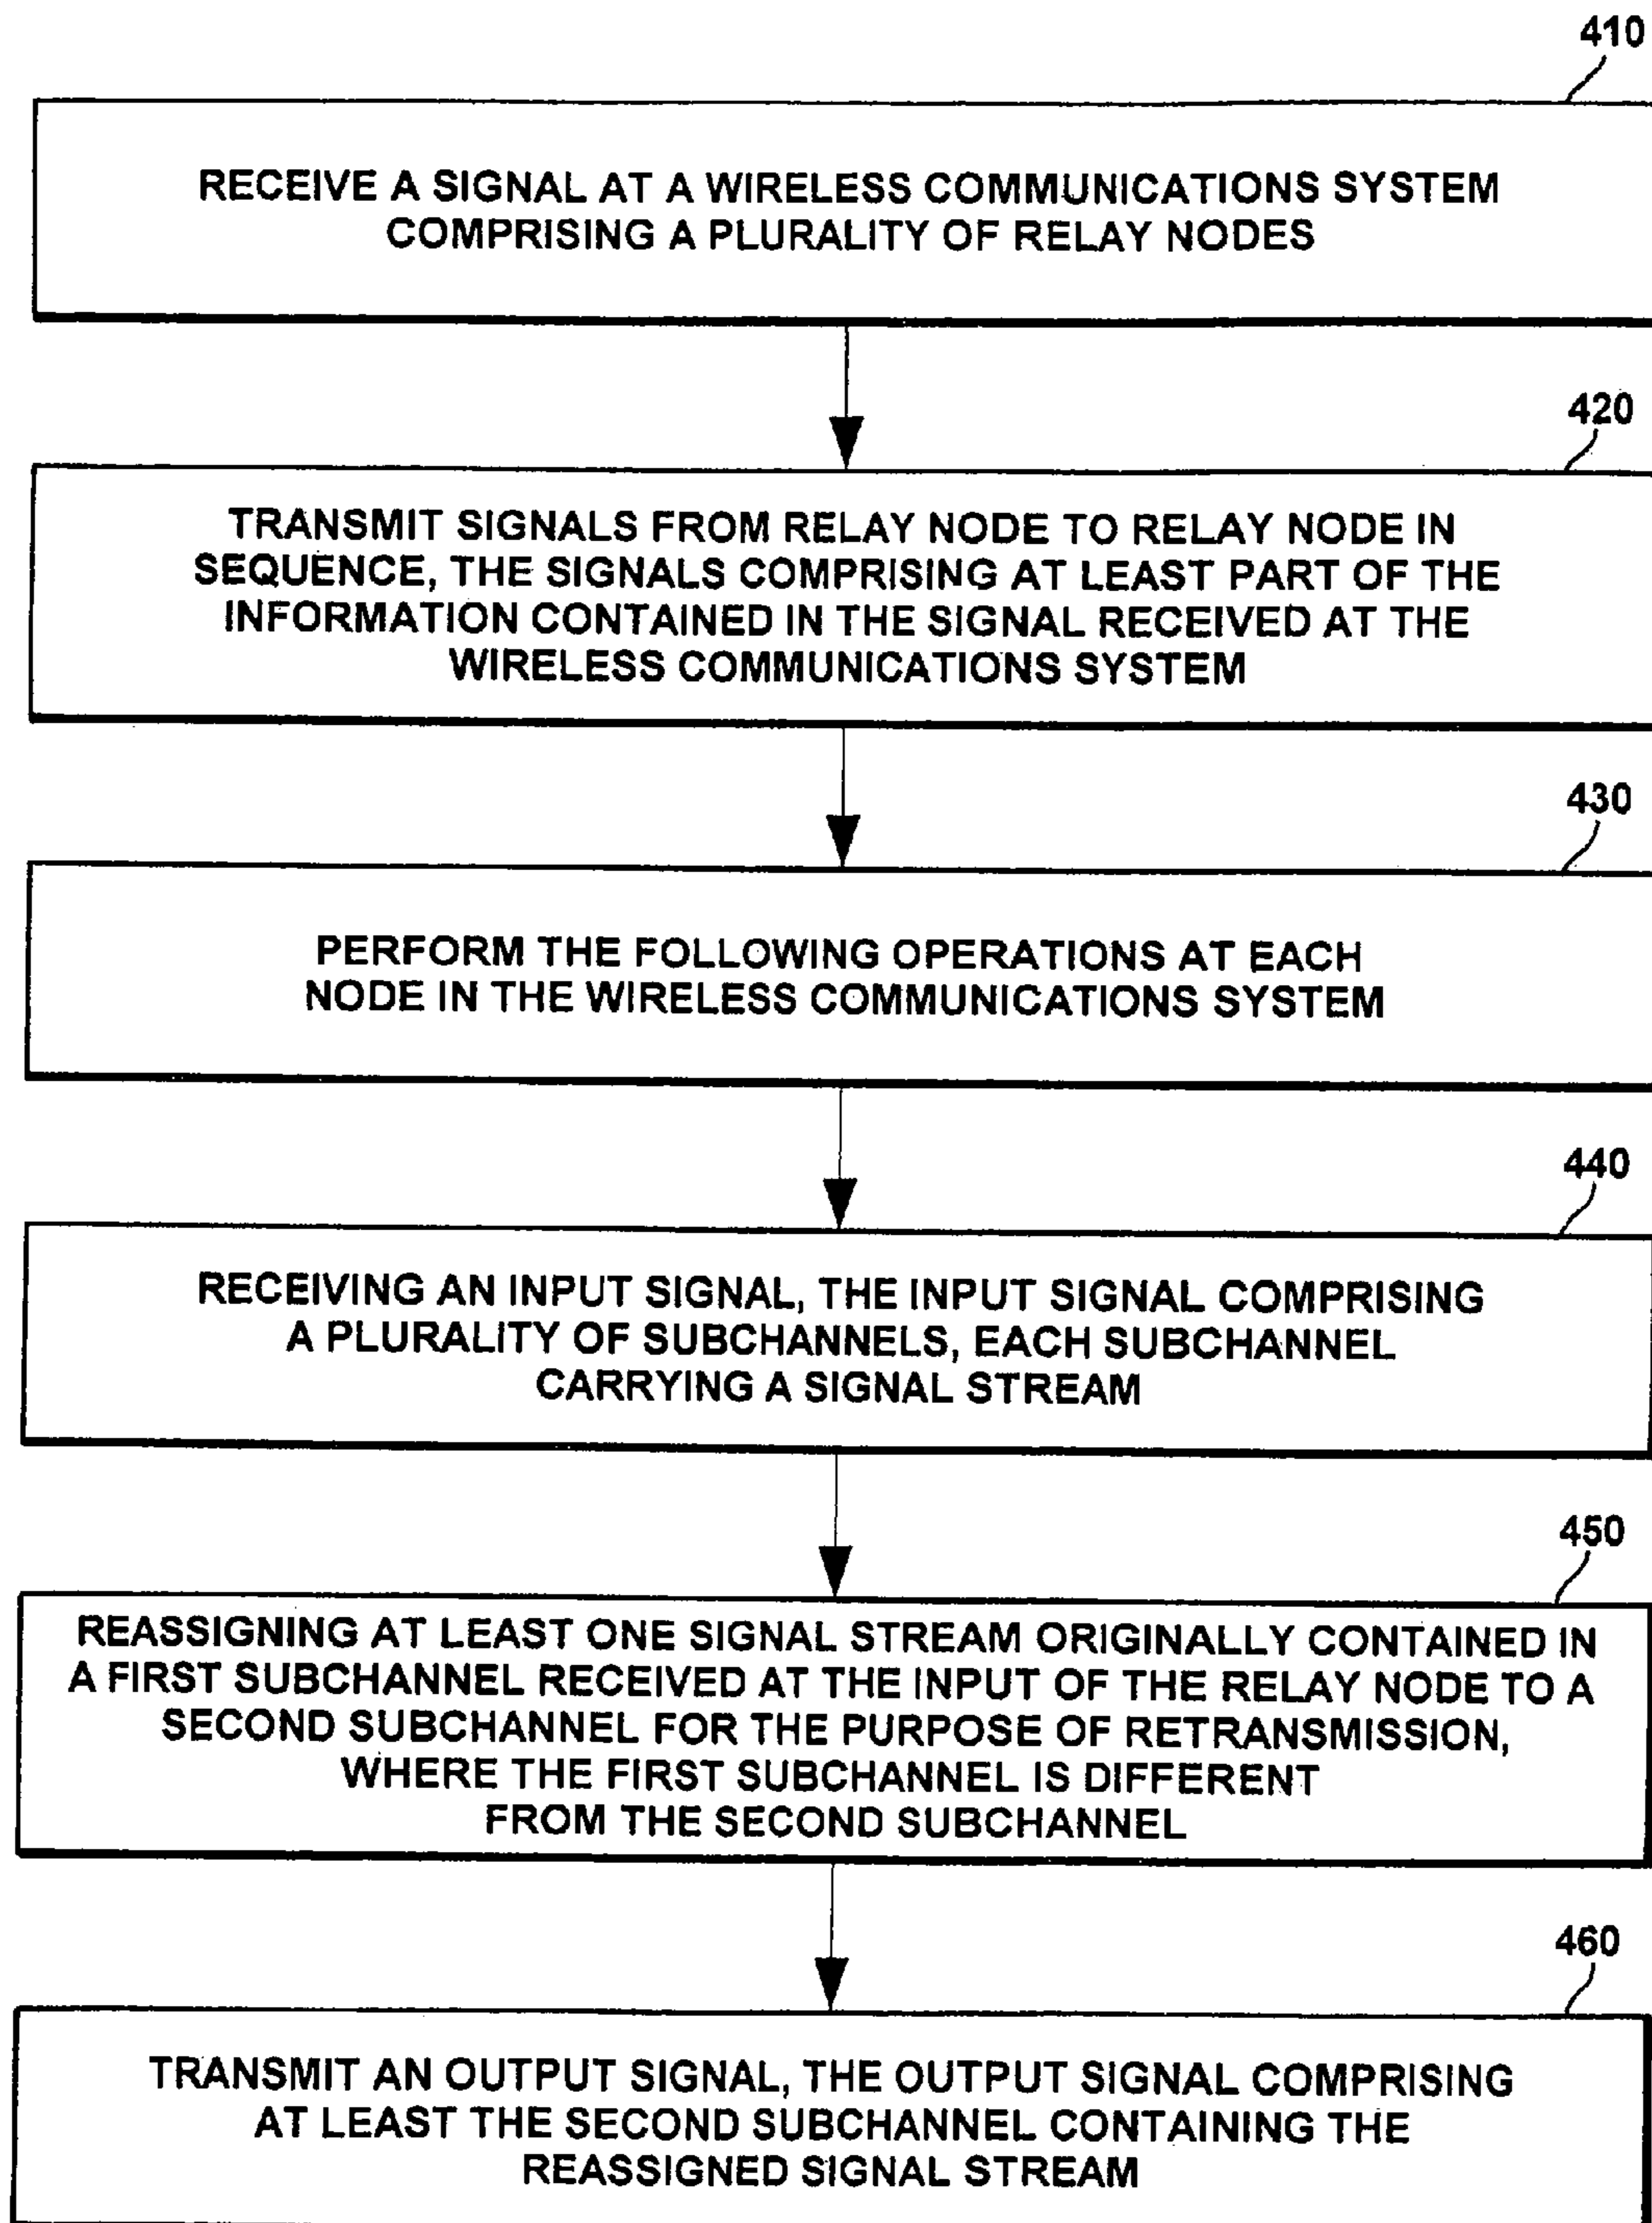 410
RECEIVE A SIGNAL AT A WIRELESS COMMUNICATIONS SYSTEM
COMPRISING A PLURALITY OF RELAY NODES
420
TRANSMIT SIGNALS FROM RELAY NODE TO RELAY NODE IN
SEQUENCE, THE SIGNALS COMPRISING AT LEAST PART OF THE
INFORMATION CONTAINED IN THE SIGNAL RECEIVED AT THE
WIRELESS COMMUNICATIONS SYSTEM
430
PERFORM THE FOLLOWING OPERATIONS AT EACH
NODE IN THE WIRELESS COMMUNICATIONS SYSTEM
440
RECEIVING AN INPUT SIGNAL, THE INPUT SIGNAL COMPRISING
A PLURALITY OF SUBCHANNELS, EACH SUBCHANNEL
CARRYING A SIGNAL STREAM
450
REASSIGNING AT LEAST ONE SIGNAL STREAM ORIGINALLY CONTAINED IN
A FIRST SUBCHANNEL RECEIVED AT THE INPUT OF THE RELAY NODE TO A
SECOND SUBCHANNEL FOR THE PURPOSE OF RETRANSMISSION,
WHERE THE FIRST SUBCHANNEL IS DIFFERENT
FROM THE SECOND SUBCHANNEL
460
TRANSMIT AN OUTPUT SIGNAL, THE OUTPUT SIGNAL COMPRISING
AT LEAST THE SECOND SUBCHANNEL CONTAINING THE
REASSIGNED SIGNAL STREAM